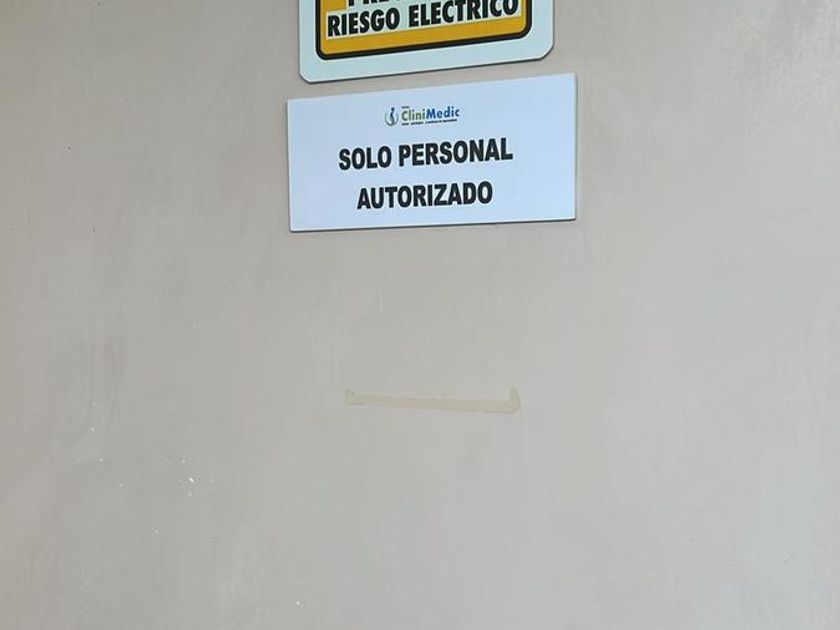 RIESGO ELECTRICO
CliniMedic
SOLO PERSONAL
AUTORIZADO